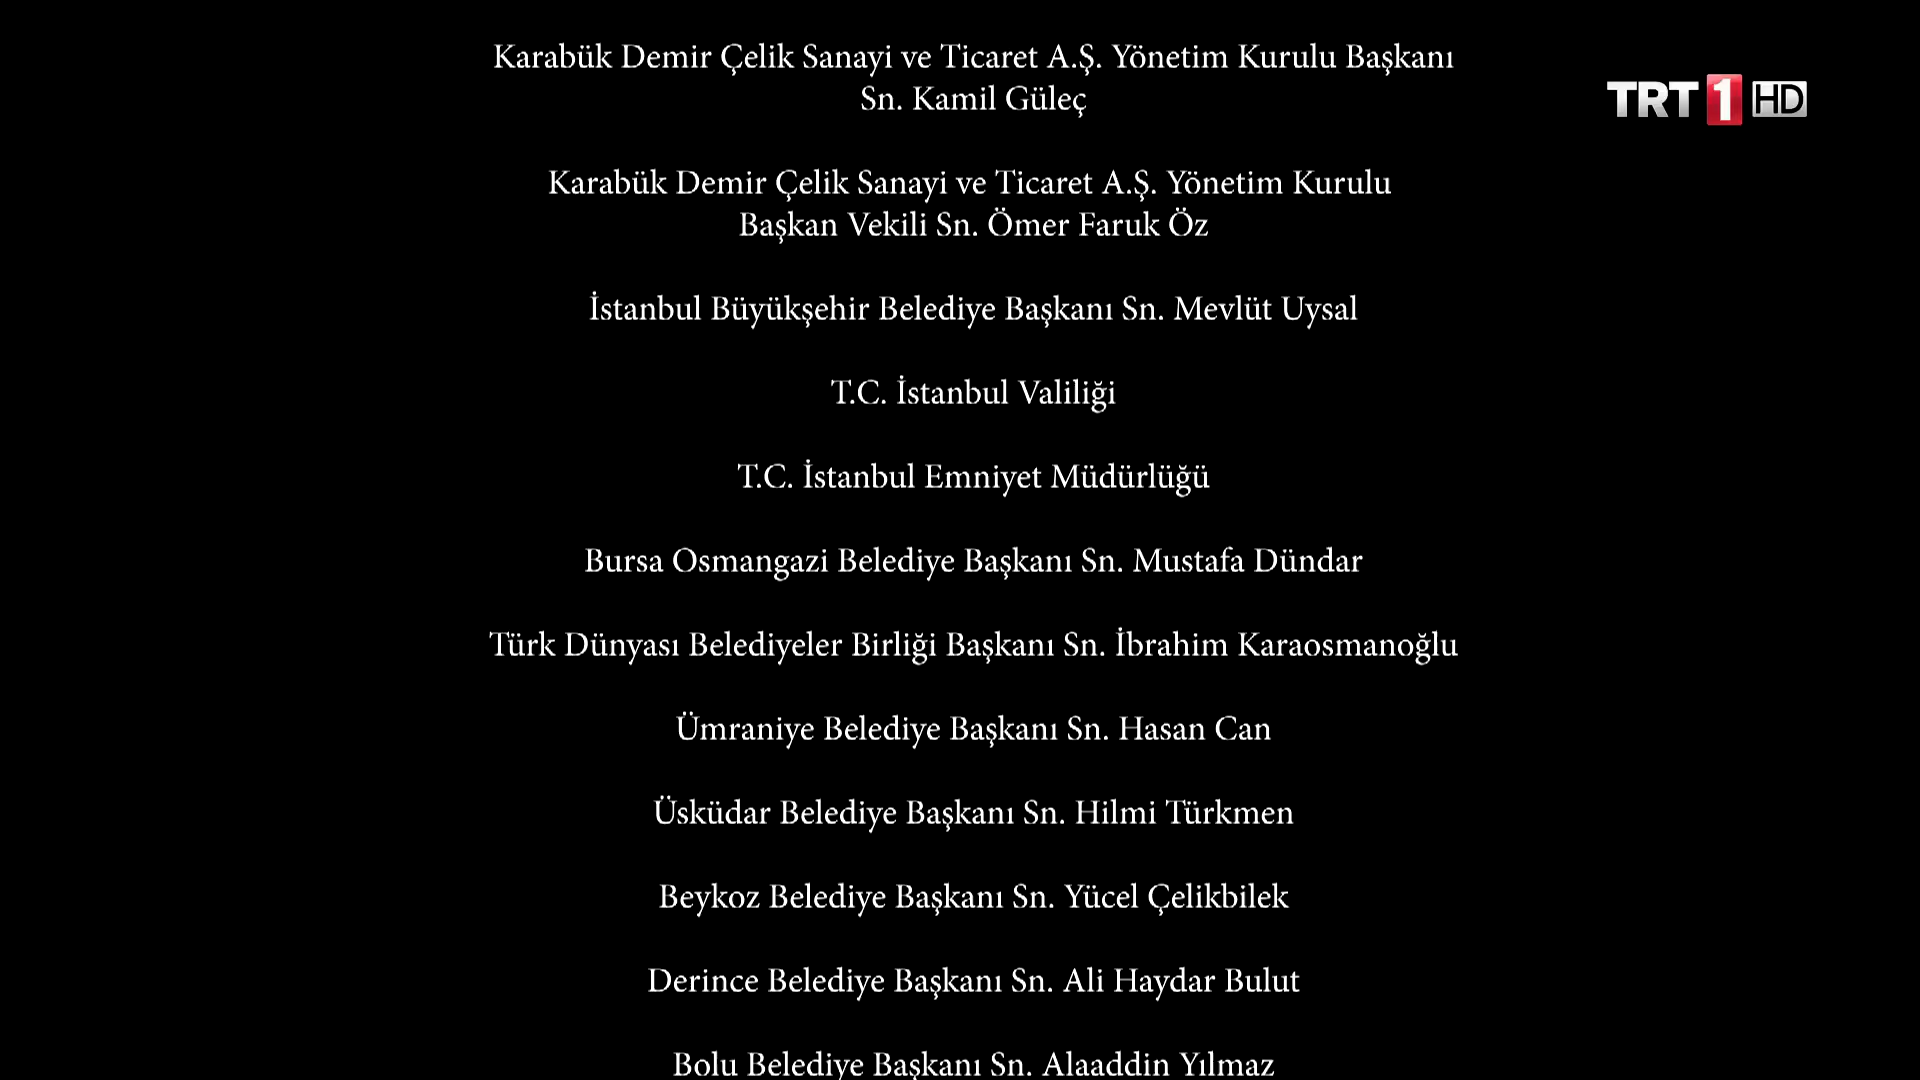 Karabük Demir Çelik Sanayi ve Ticaret A.Ş. Yönetim Kurulu Başkanı
Sn. Kamil Güleç
TRT 1 HD
Karabük Demir Çelik Sanayi ve Ticaret A.Ş. Yönetim Kurulu
Başkan Vekili Sn. Ömer Faruk Öz
İstanbul Büyükşehir Belediye Başkanı Sn. Mevlüt Uysal
T.C. İstanbul Valiliği
T.C. İstanbul Emniyet Müdürlüğü
Bursa Osmangazi Belediye Başkanı Sn. Mustafa Dündar
Türk Dünyası Belediyeler Birliği Başkanı Sn. İbrahim Karaosmanoğlu
Ümraniye Belediye Başkanı Sn. Hasan Can
Üsküdar Belediye Başkanı Sn. Hilmi Türkmen
Beykoz Belediye Başkanı Sn. Yücel Çelikbilek
Derince Belediye Başkanı Sn. Ali Haydar Bulut
Bolu Belediye Başkanı Sn. Alaaddin Yılmaz